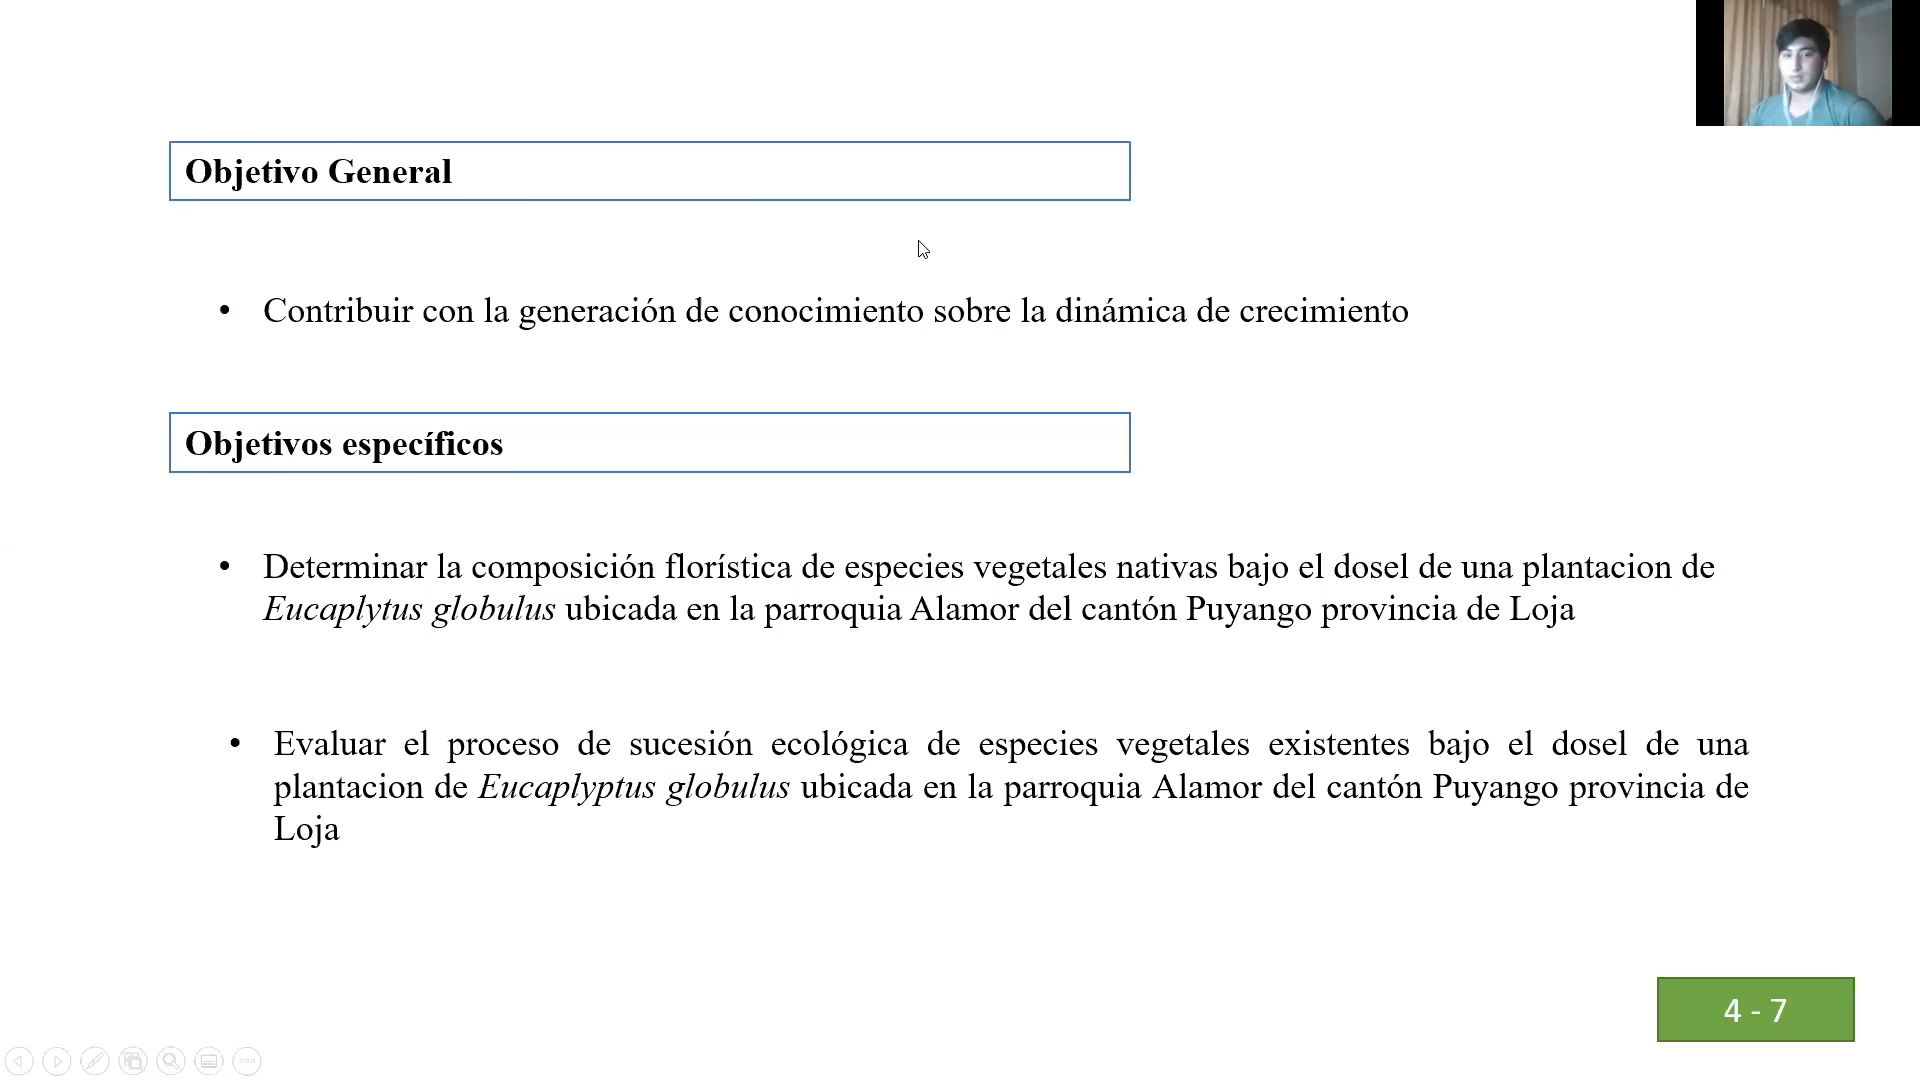 Objetivo General
• Contribuir con la generación de conocimiento sobre la dinámica de crecimiento
Objetivos específicos
• Determinar la composición florística de especies vegetales nativas bajo el dosel de una plantacion de
Eucaplytus globulus ubicada en la parroquia Alamor del cantón Puyango provincia de Loja
• Evaluar el proceso de sucesión ecológica de especies vegetales existentes bajo el dosel de una
plantacion de Eucaplyptus globulus ubicada en la parroquia Alamor del cantón Puyango provincia de
Loja
4 - 7